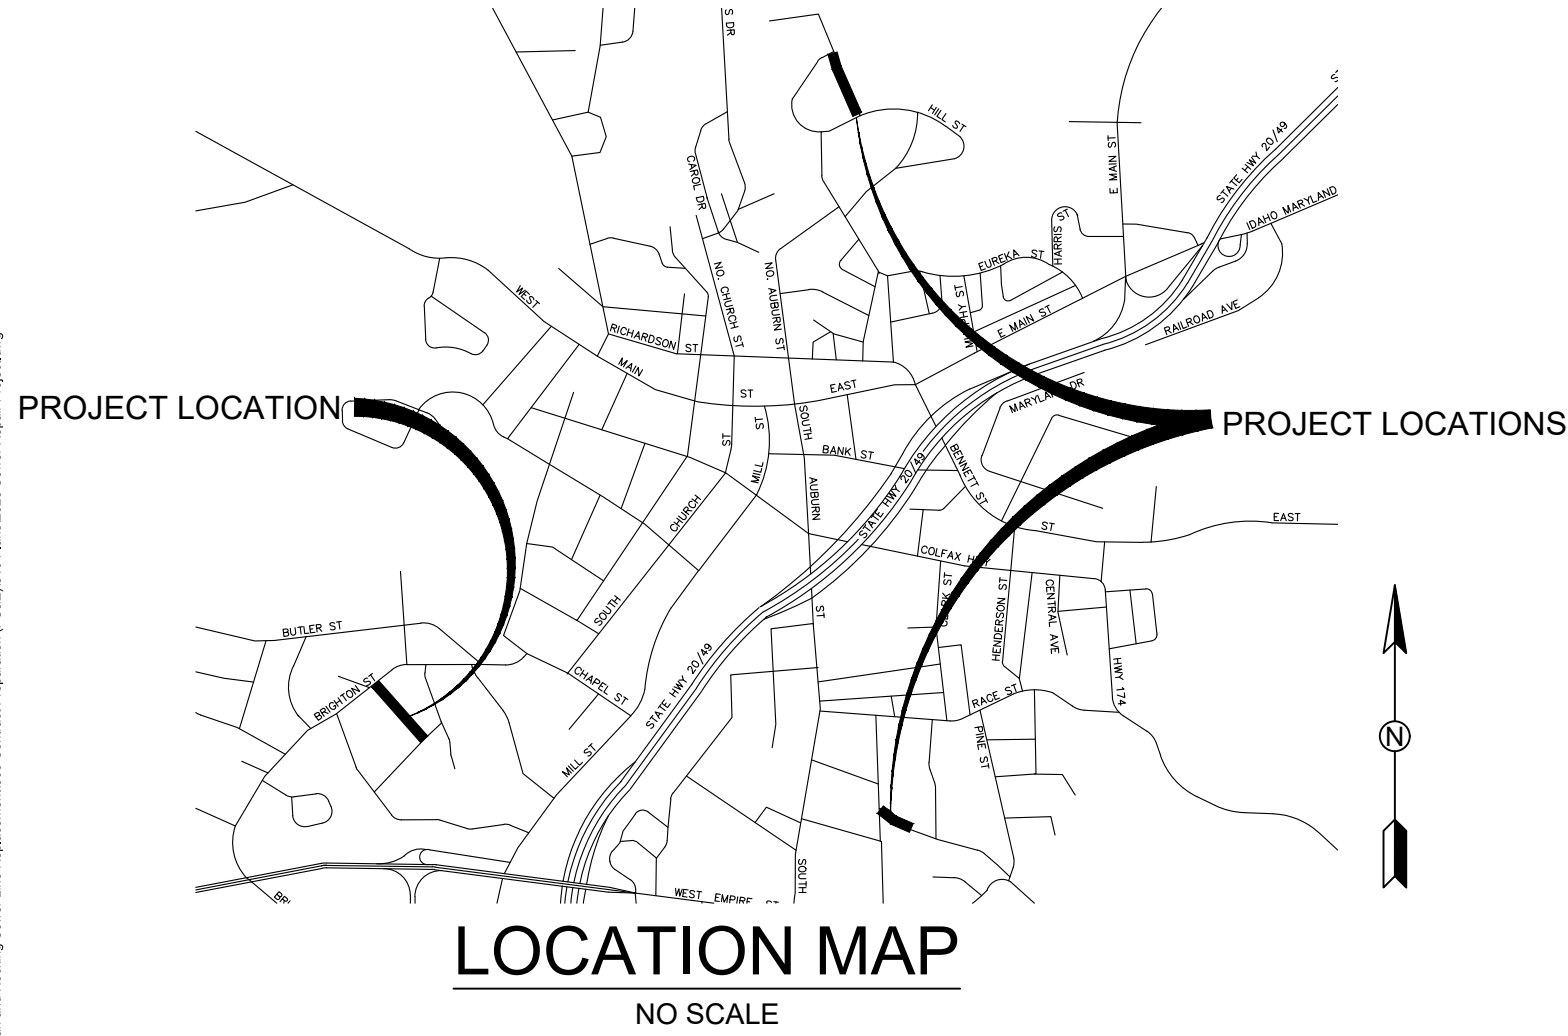 S DR
HILL ST
CAROL DR
E MAIN ST
STATE HWY 20/49
IDAHO MARYLAND
HARRIS ST
EUREKA ST
NO. CHURCH ST
NO. AUBURN ST
WEST
E MAIN ST
RAILROAD AVE
RICHARDSON ST
MAIN
ST
EAST
MARYLAND DR
PROJECT LOCATION
PROJECT LOCATIONS
SOUTH
ST
ST
BANK ST
MILL
BENNETT ST
STATE HWY 20/49
AUBURN
CHURCH
ST
EAST
COLFAX
CENTRAL AVE
HENDERSON ST
SOUTH
ST
BUTLER ST
STATE HWY 20/49
CHAPEL ST
HWY 174
BRIGHTON ST
RACE ST
PINE ST
MILL ST
N
SOUTH
WEST EMPIRE ST
LOCATION MAP
NO SCALE